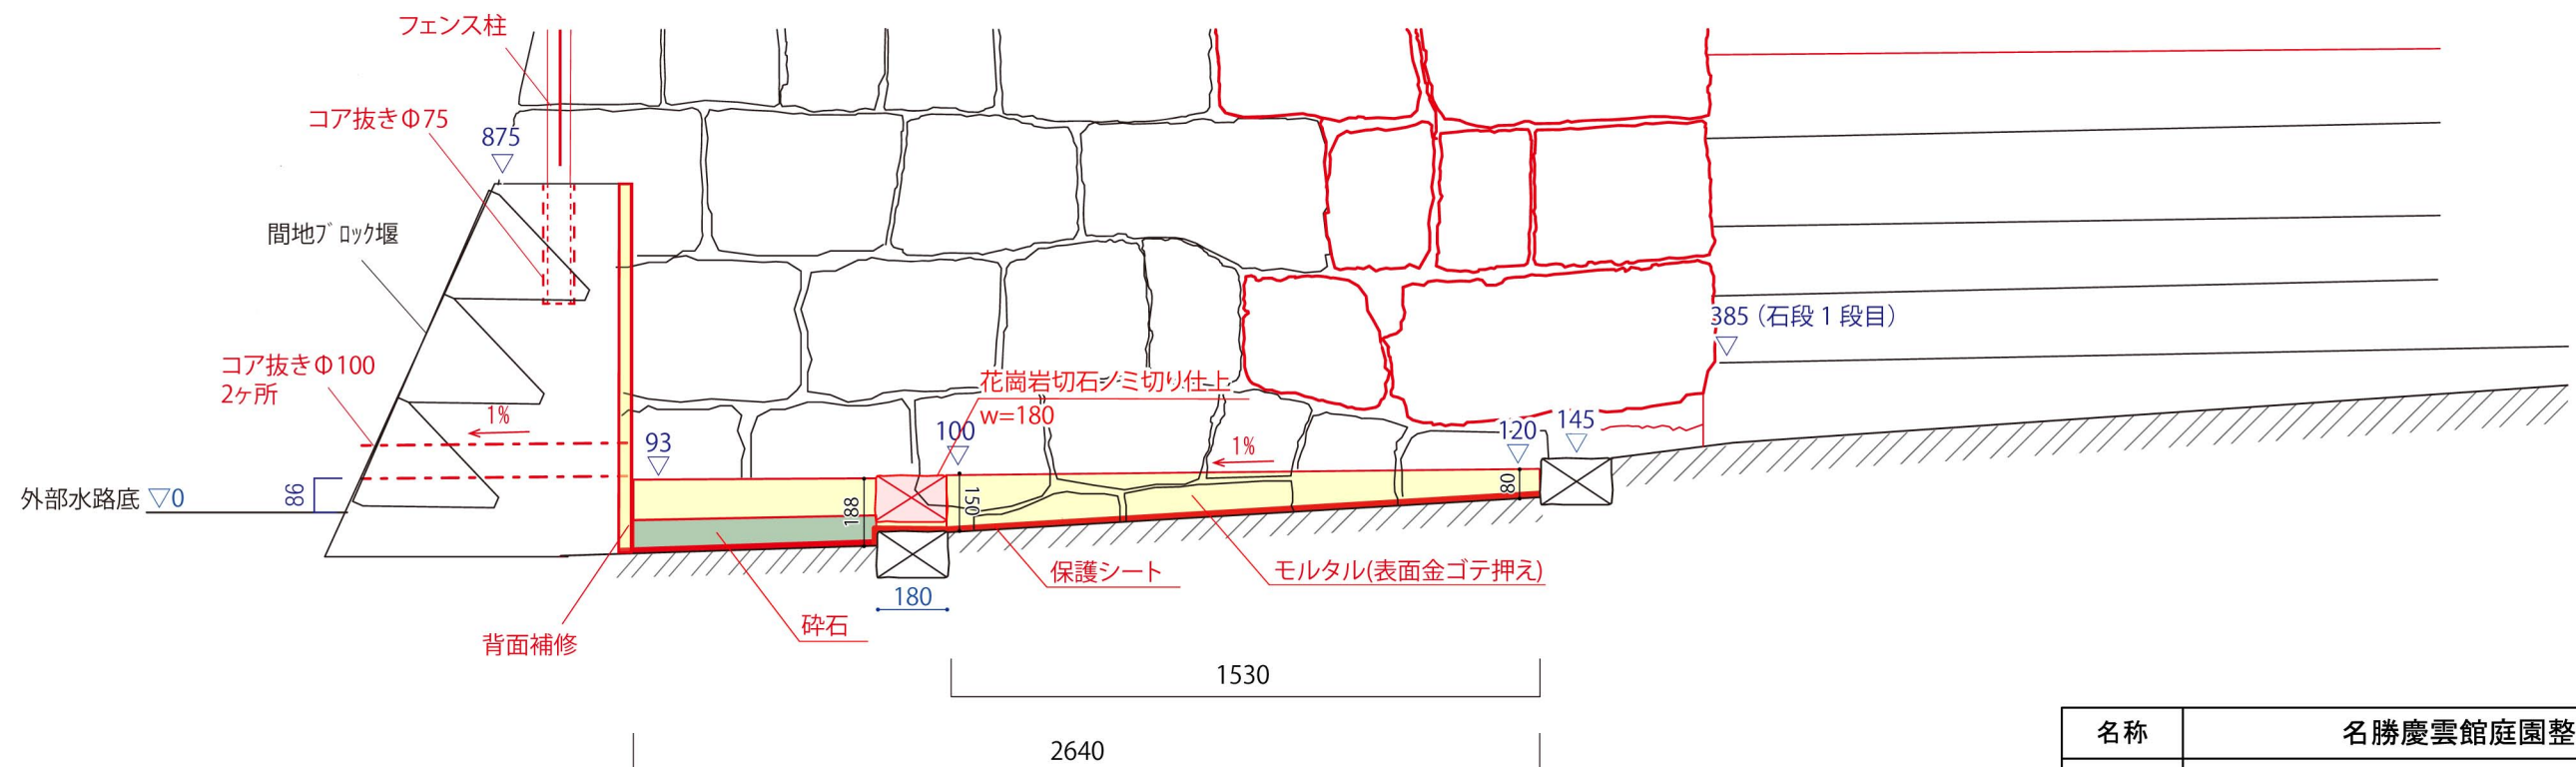 フェンス柱
コア抜きΦ75
875
間地ﾌﾞﾛｯｸ堰
385（石段１段目）
コア抜きΦ100
2ヶ所
1%
花崗岩切石ノミ切り仕上
w=180
93
100
1%
120
145
外部水路底 ▽0
86
188
150
80
保護シート
モルタル(表面金ゴテ押え)
180
砕石
背面補修
1530
2640
名称
名勝慶雲館庭園整